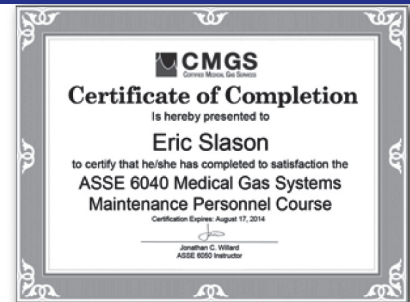 CMGS
CERTIFIED MEDICAL GAS SERVICES
Certificate of Completion
Is hereby presented to
Eric Slason
to certify that he/she has completed to satisfaction the
ASSE 6040 Medical Gas Systems
Maintenance Personnel Course
Certification Expires: August 17, 2014
Jonathan C. Willard
ASSE 6050 Instructor